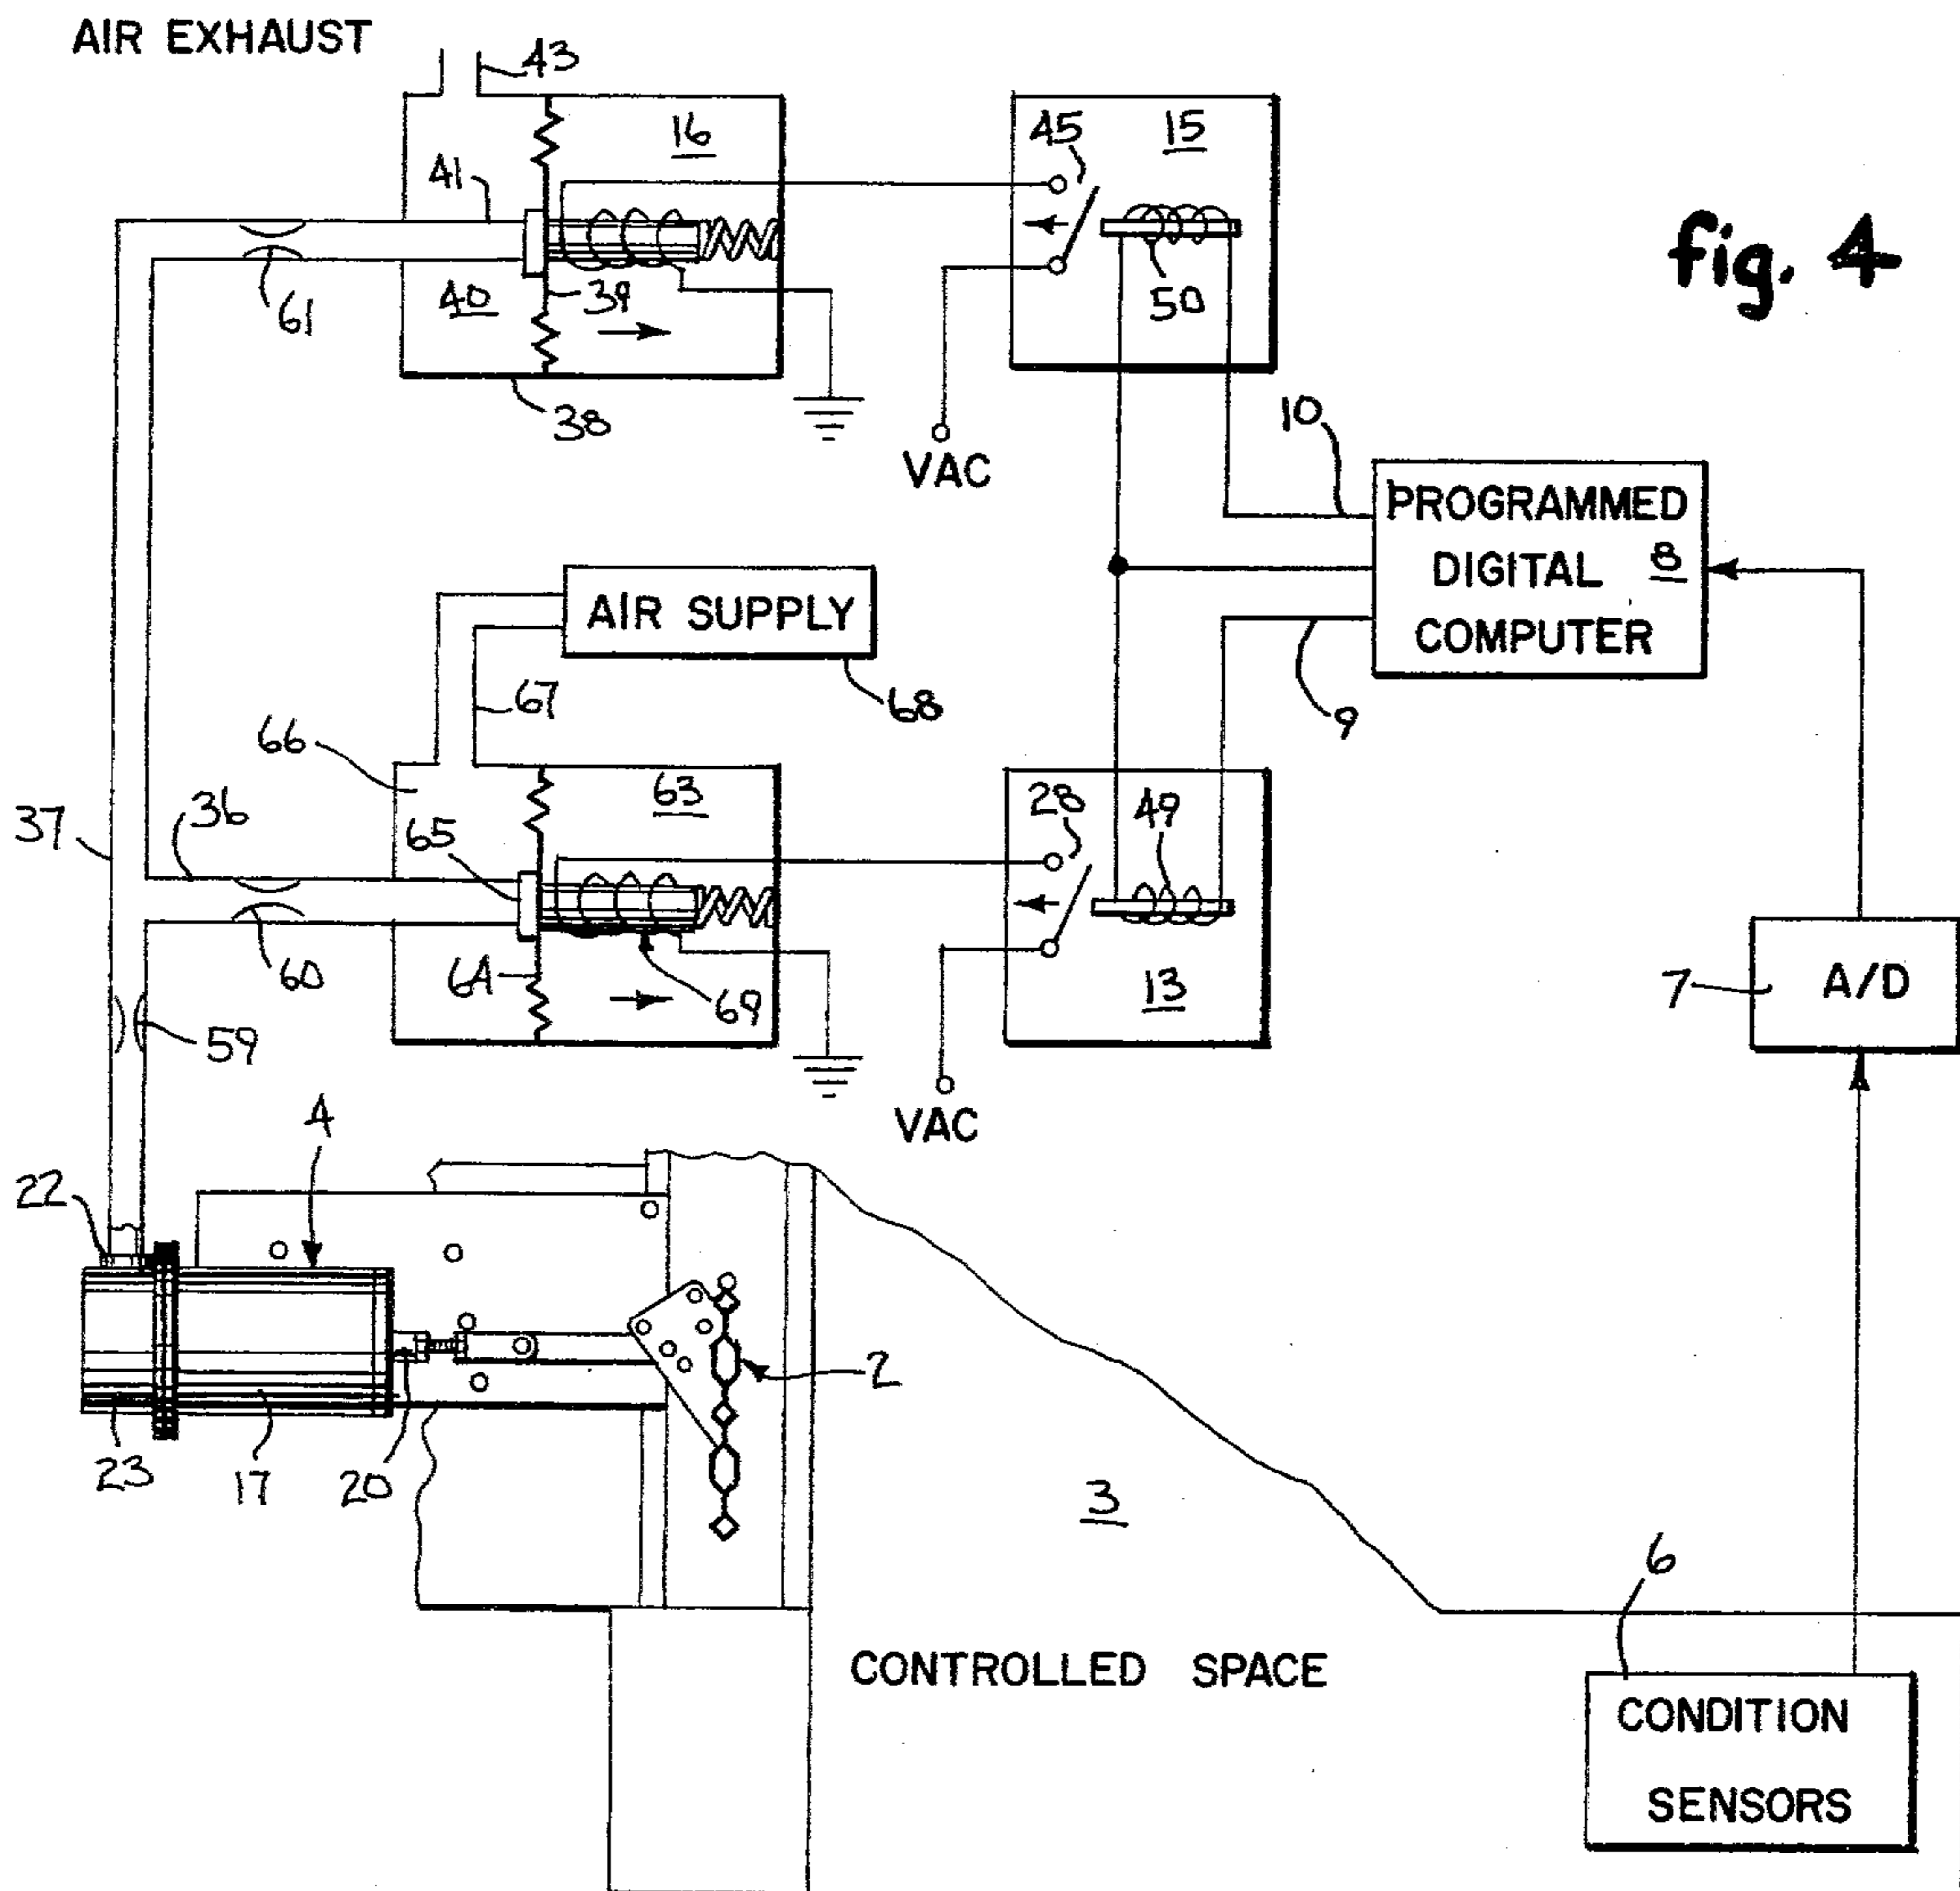 AIR EXHAUST
43
16
45
15
41
fig. 4
40
39
61
50
38
10
VAC
PROGRAMMED
DIGITAL 8
COMPUTER
AIR SUPPLY
67
68
9
66
63
28
49
37
36
65
60
64
69
13
7
A/D
59
4
VAC
22
2
23
17
20
3
6
CONTROLLED SPACE
CONDITION
SENSORS